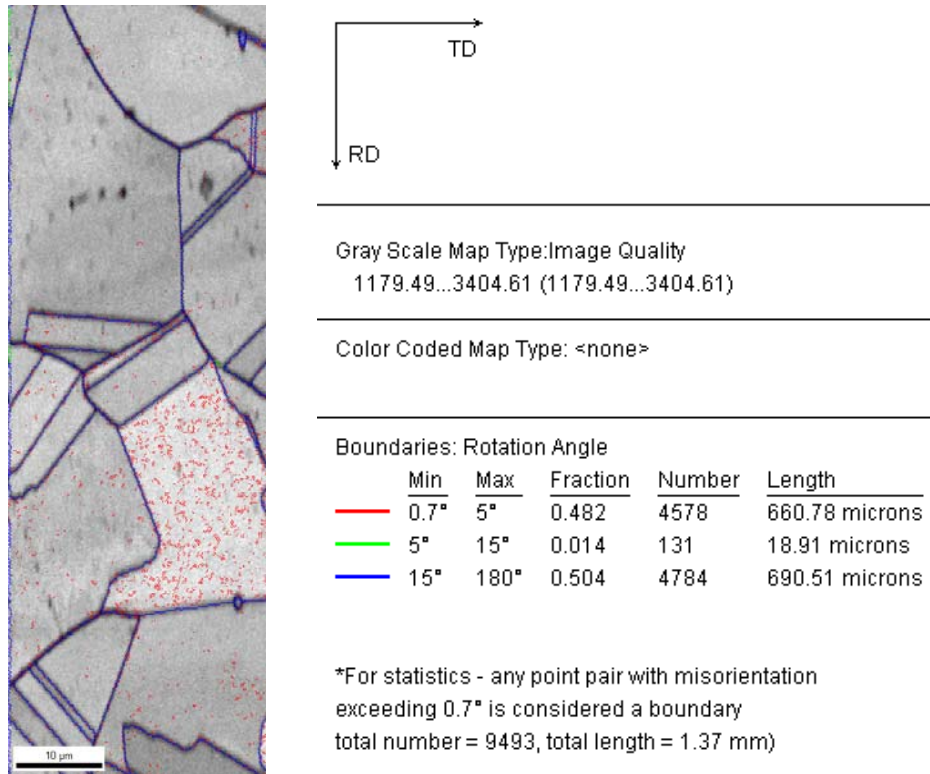 TD
RD
Gray Scale Map Type:Image Quality
1179.49...3404.61 (1179.49...3404.61)
Color Coded Map Type: <none>
Boundaries: Rotation Angle
Min Max Fraction Number Length
0.7° 5° 0.482 4578 660.78 microns
5° 15° 0.014 131 18.91 microns
15° 180° 0.504 4784 690.51 microns
*For statistics - any point pair with misorientation
exceeding 0.7° is considered a boundary
total number = 9493, total length = 1.37 mm)
10 µm